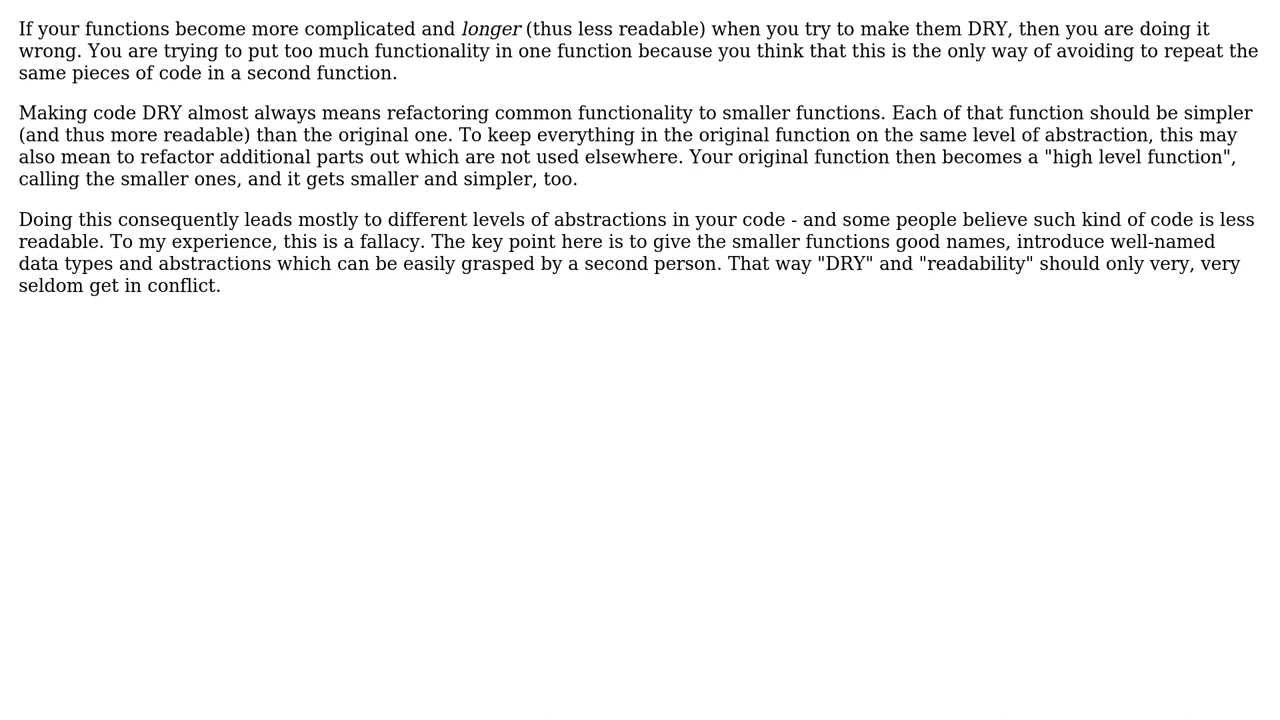 If your functions become more complicated and longer (thus less readable) when you try to make them DRY, then you are doing it
wrong. You are trying to put too much functionality in one function because you think that this is the only way of avoiding to repeat the
same pieces of code in a second function.
Making code DRY almost always means refactoring common functionality to smaller functions. Each of that function should be simpler
(and thus more readable) than the original one. To keep everything in the original function on the same level of abstraction, this may
also mean to refactor additional parts out which are not used elsewhere. Your original function then becomes a "high level function",
calling the smaller ones, and it gets smaller and simpler, too.
Doing this consequently leads mostly to different levels of abstractions in your code - and some people believe such kind of code is less
readable. To my experience, this is a fallacy. The key point here is to give the smaller functions good names, introduce well-named
data types and abstractions which can be easily grasped by a second person. That way "DRY" and "readability" should only very, very
seldom get in conflict.